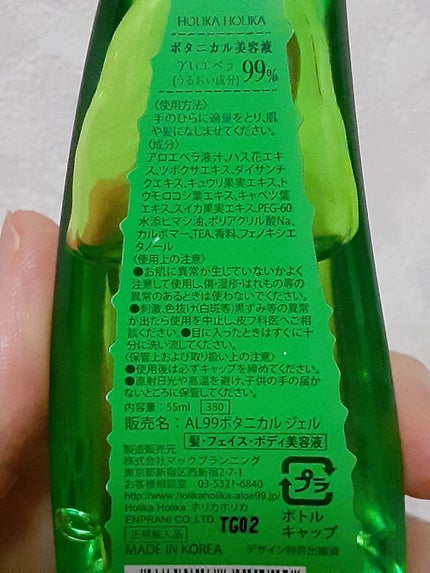 HOLIKA HOLIKA
ボタニカル美容液
アロエベラ
(うるおい成分) 99%
〈使用方法〉
手のひらに適量をとり、肌
や髪になじませてください。
〈成分〉
アロエベラ液汁、ハス花エキ
ス、ツボクサエキス、ダイサンチ
クエキス、キュウリ果実エキス、ト
ウモロコシ葉エキス、キャベツ葉
エキス、スイカ果実エキス、PEG-60
水添ヒマシ油、ポリアクリル酸Na、
カルボマー、TEA、香料、フェノキシエ
タノール
〈使用上の注意〉
●お肌に異常が生じていないかよく
注意して使用し、傷・湿疹・はれもの等の
異常のあるときは使わないでください。
●刺激、色抜け(白斑等)黒ずみ等の異常
が出たら使用を中止し、皮フ科医へご相
談ください。●目に入ったときはすぐに十
分に洗い流してください。
〈保管上および取り扱い上の注意〉
●使用後は必ずキャップを締めてください。
●直射日光や高温を避け、子供の手の届か
ないところに保管してください。
内容量：55ml 380
販売名：AL99ボタニカル ジェル
髪・フェイス・ボディ美容液
製造販売元
株式会社マックプランニング
東京都新宿区西新宿2-7-1
お客様相談室 03-5321-6840
http://www.holikaholika-aloe99.jp/
Holika Holika ホリカホリカ
ENPRANI CO.,LTD. TG02
正規輸入品
MADE IN KOREA
プラ
ボトル
キャップ
デザイン特許出願済